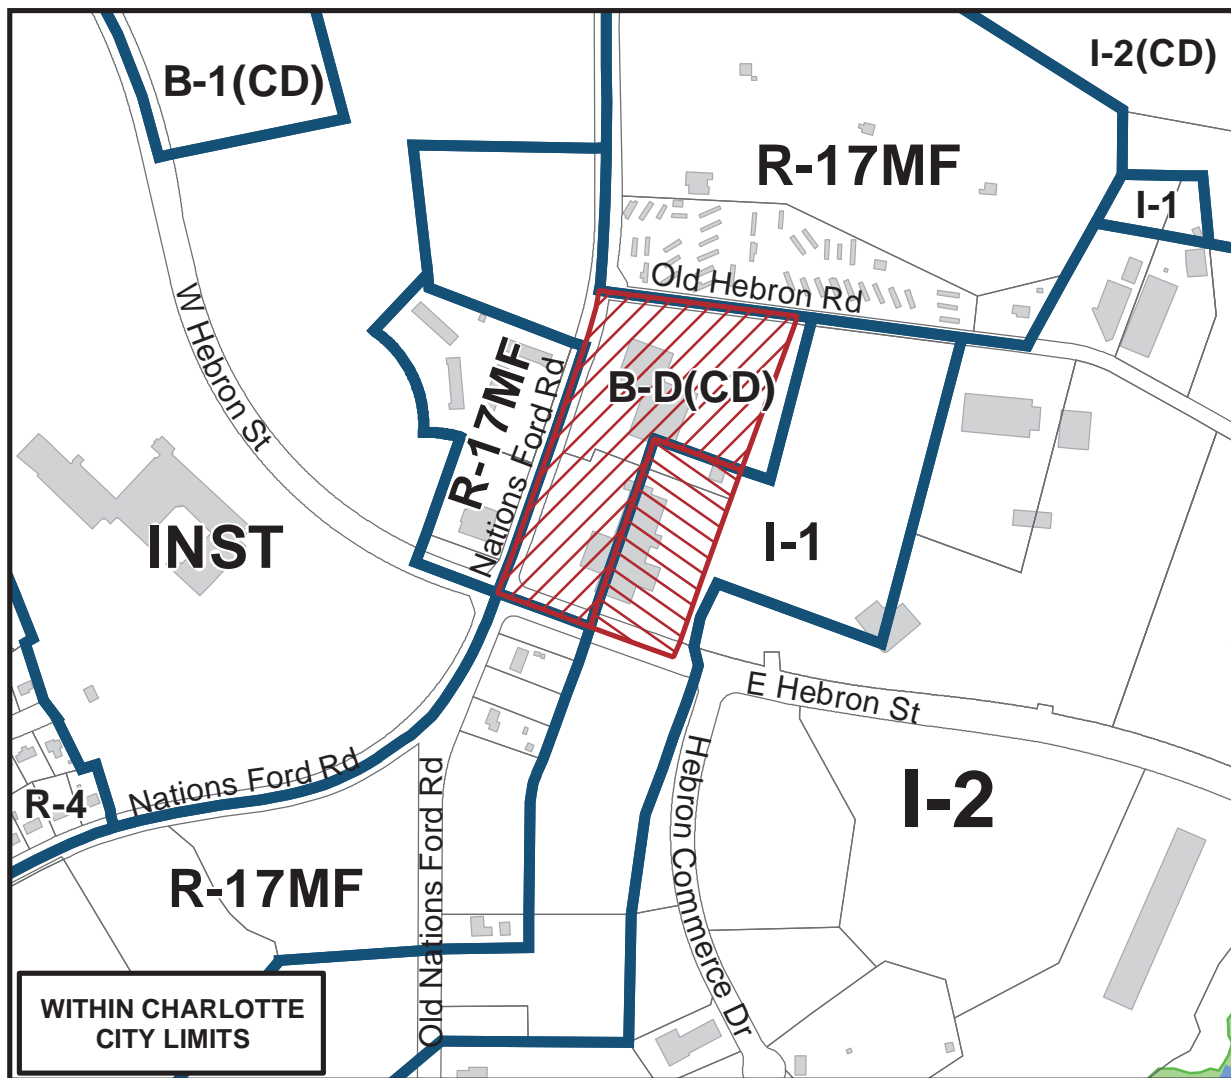 B-1(CD)
I-2(CD)
R-17MF
I-1
Old Hebron Rd
W Hebron St
R-17MF
Nations Ford Rd
B-D(CD)
INST
I-1
E Hebron St
Nations Ford Rd
R-4
Old Nations Ford Rd
Hebron Commerce Dr
I-2
R-17MF
WITHIN CHARLOTTE
CITY LIMITS